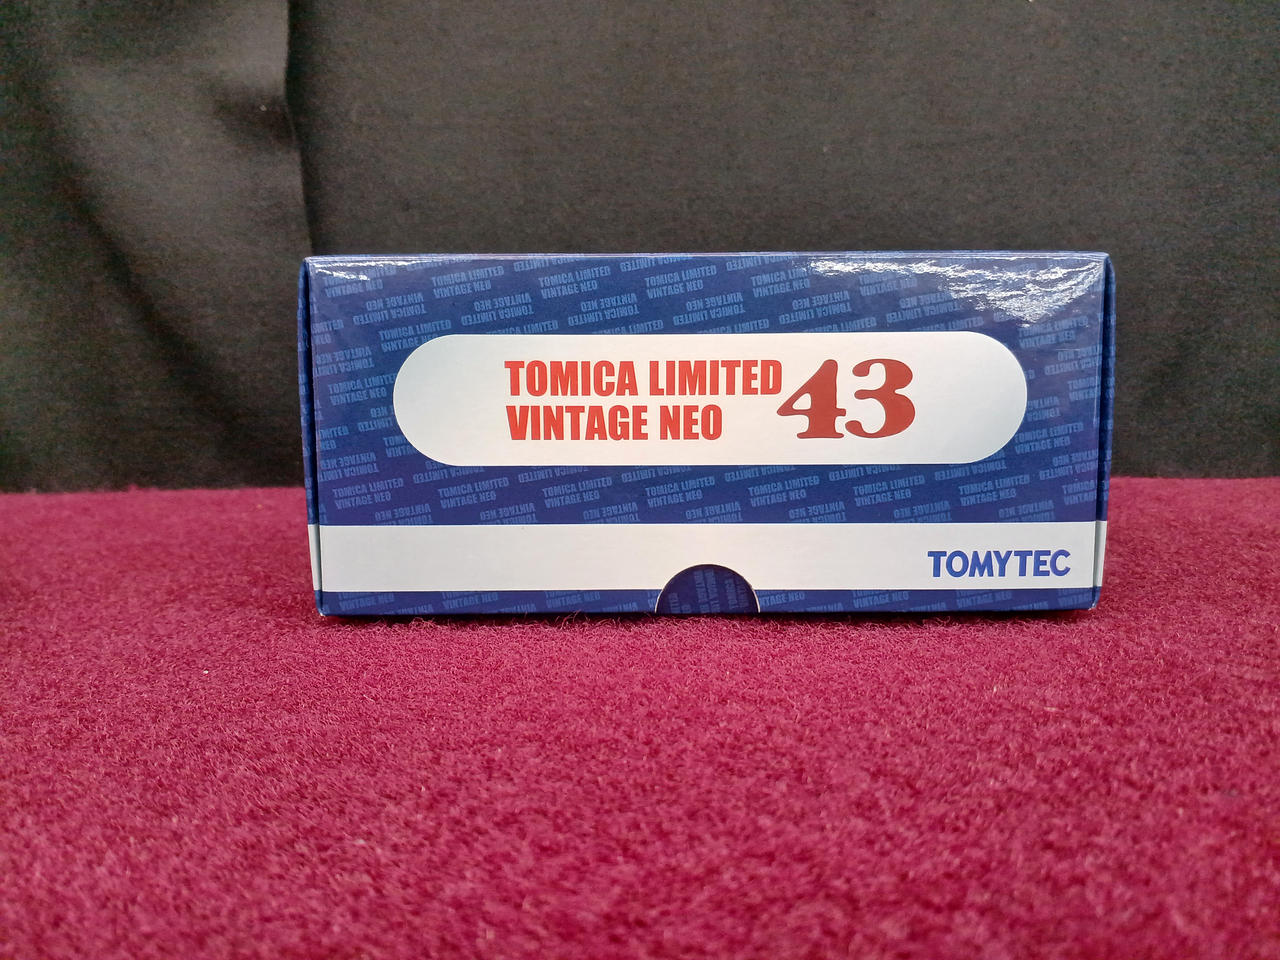 TOMICA LIMITED
VINTAGE NEO
43
TOMYTEC